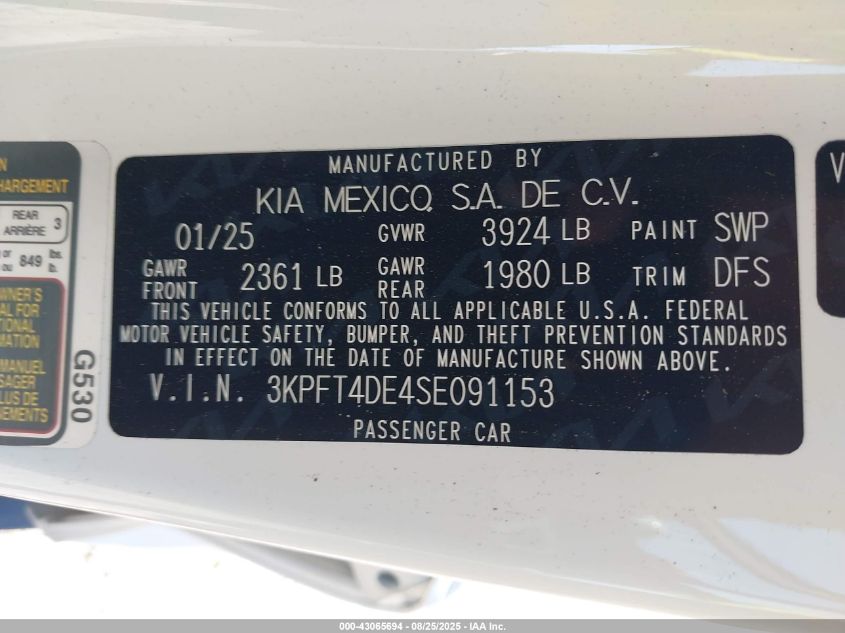 MANUFACTURED BY
KIA MEXICO, S.A. DE C.V.
01/25 GVWR 3924 LB PAINT SWP
GAWR FRONT 2361 LB GAWR REAR 1980 LB TRIM DFS
THIS VEHICLE CONFORMS TO ALL APPLICABLE U.S.A. FEDERAL
MOTOR VEHICLE SAFETY, BUMPER, AND THEFT PREVENTION STANDARDS
IN EFFECT ON THE DATE OF MANUFACTURE SHOWN ABOVE.
V.I.N. 3KPFT4DE4SE091153
PASSENGER CAR
REAR
ARRIÈRE 3
ou 849 lbs.
lb.
G530
000-43065694 - 08/25/2025 - IAA Inc.